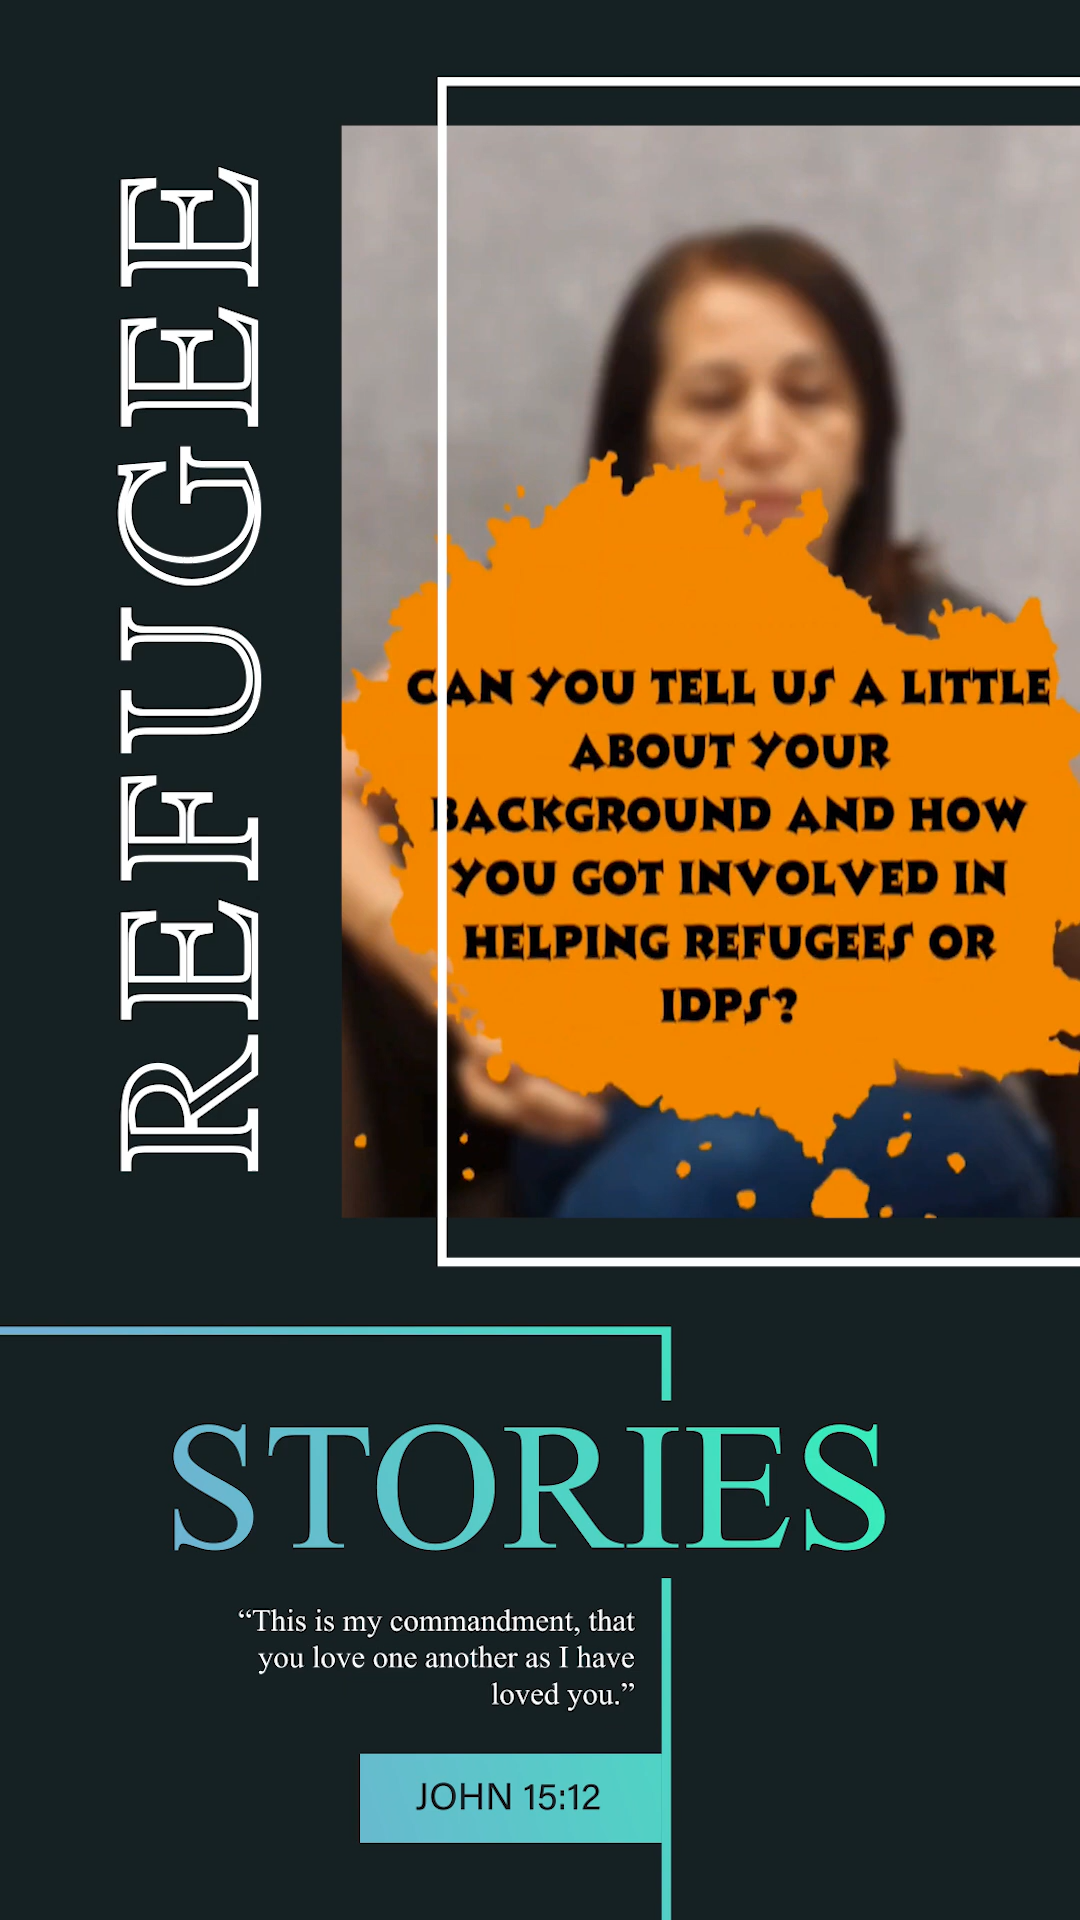 REFUGEE
CAN YOU TELL US A LITTLE
ABOUT YOUR
BACKGROUND AND HOW
YOU GOT INVOLVED IN
HELPING REFUGEES OR
IDPS?
STORIES
“This is my commandment, that
you love one another as I have
loved you.”
JOHN 15:12